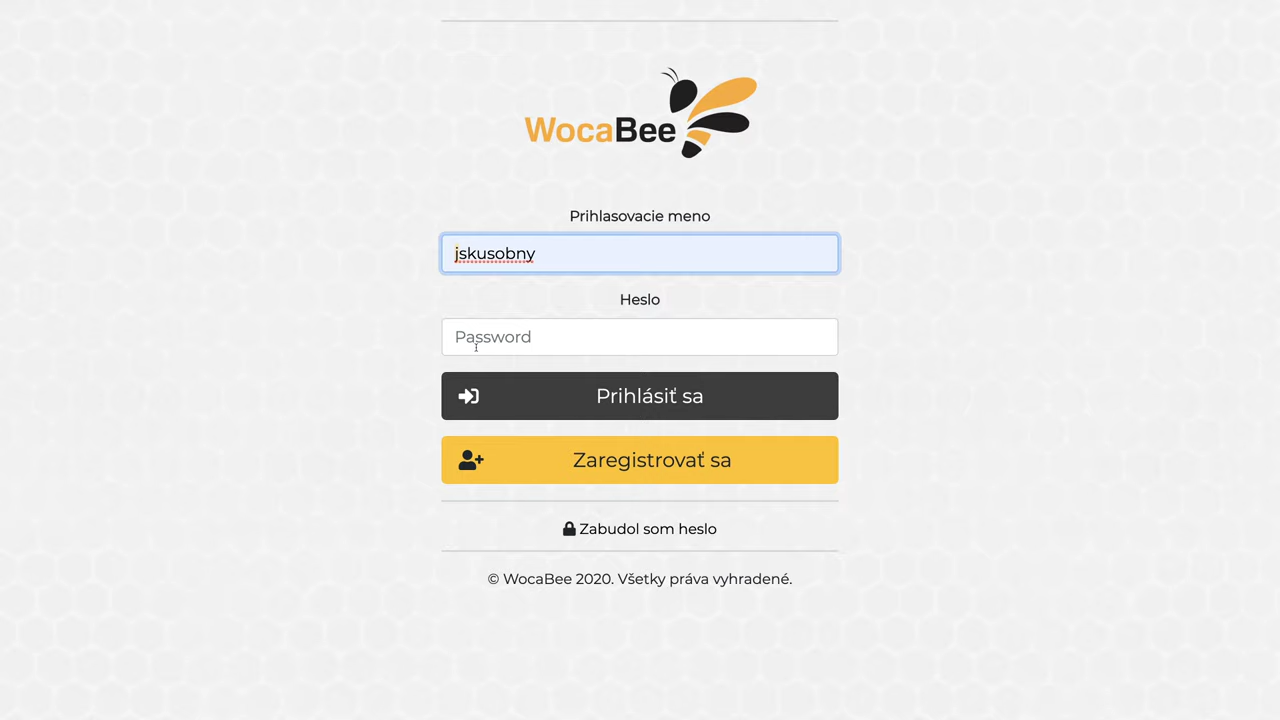 WocaBee
Prihlasovacie meno
jskusobny
Heslo
Password
Prihlásiť sa
Zaregistrovať sa
Zabudol som heslo
© WocaBee 2020. Všetky práva vyhradené.